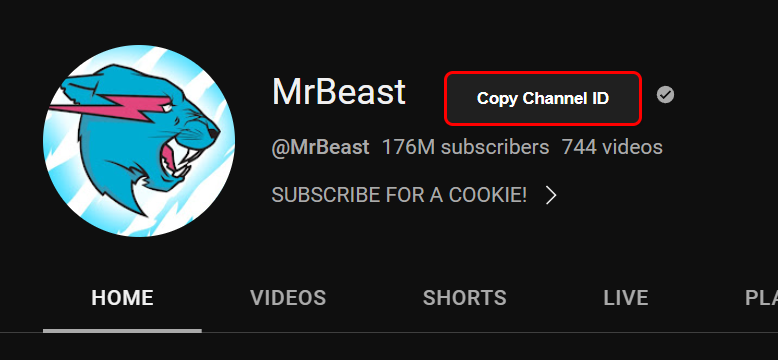 MrBeast Copy Channel ID
@MrBeast 176M subscribers 744 videos
SUBSCRIBE FOR A COOKIE!
HOME VIDEOS SHORTS LIVE PLA